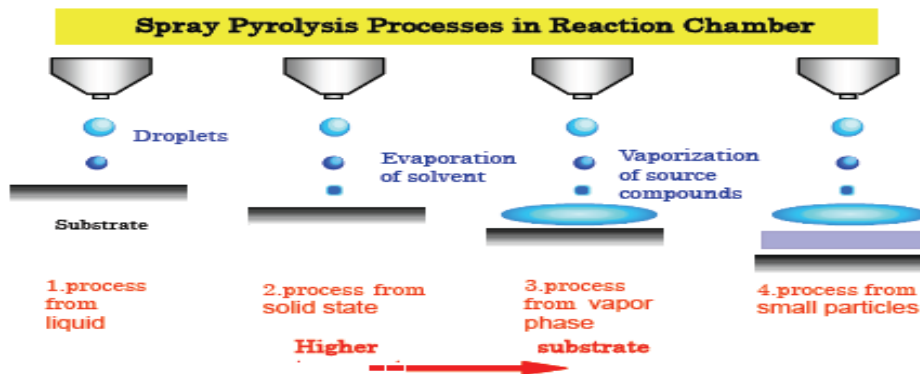 Spray Pyrolysis Processes in Reaction Chamber
Droplets
Evaporation
of solvent
Vaporization
of source
compounds
Substrate
1.process
from
liquid
2.process from
solid state
3.process
from vapor
phase
4.process from
small particles
Higher
substrate